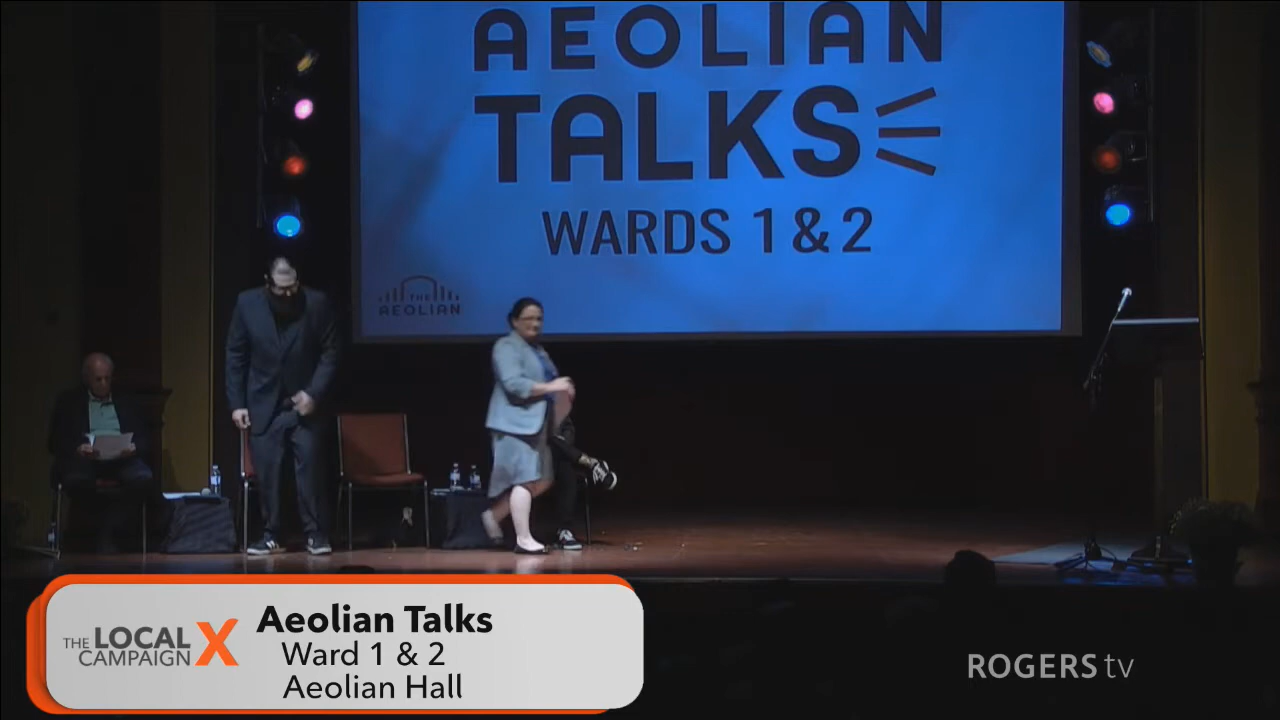 AEOLIAN
TALKS
WARDS 1 & 2
THE
AEOLIAN
THE LOCAL
CAMPAIGN X
Aeolian Talks
Ward 1 & 2
Aeolian Hall
ROGERS tv